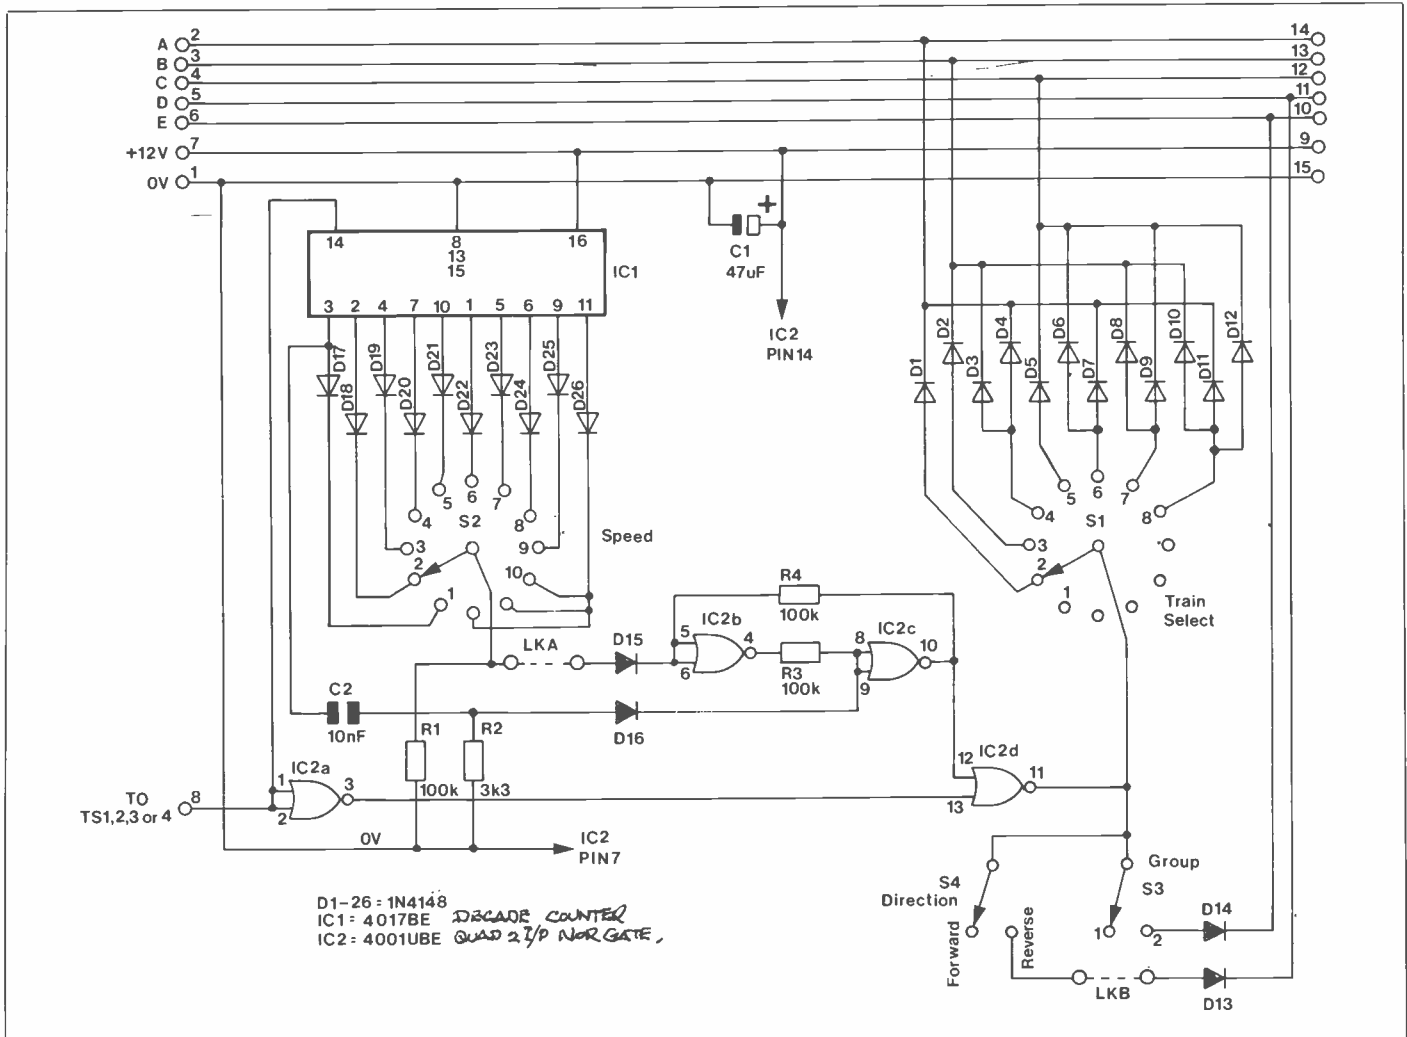 A 2 14
B 3 13
C 4 12
D 5 11
E 6 10
+12V 7 9
0V 1 15
14 8 16
13
15
IC1
3 2 4 7 10 1 5 6 9 11
+
C1
47uF
IC2
PIN14
D17 D18 D19 D20 D21 D22 D23 D24 D25 D26
D1 D2 D3 D4 D5 D6 D7 D8 D9 D10 D11 D12
1 2 3 4 5 6 7 8 9 10
S2
Speed
1 2 3 4 5 6 7 8
S1
Train
Select
LKA
D15
D16
R4
100k
IC2b
5
6
4
R3
100k
IC2c
8
9
10
C2
10nF
R1
100k
R2
3k3
IC2a
1
2
3
TO
TS1,2,3 or 4
8
IC2d
12
13
11
0V
IC2
PIN7
Group
S3
S4
Direction
Forward
Reverse
1
2
D14
LKB
D13
D1-26 = 1N4148
IC1 = 4017BE DECADE COUNTER
IC2 = 4001UBE QUAD 2 I/P NOR GATE.